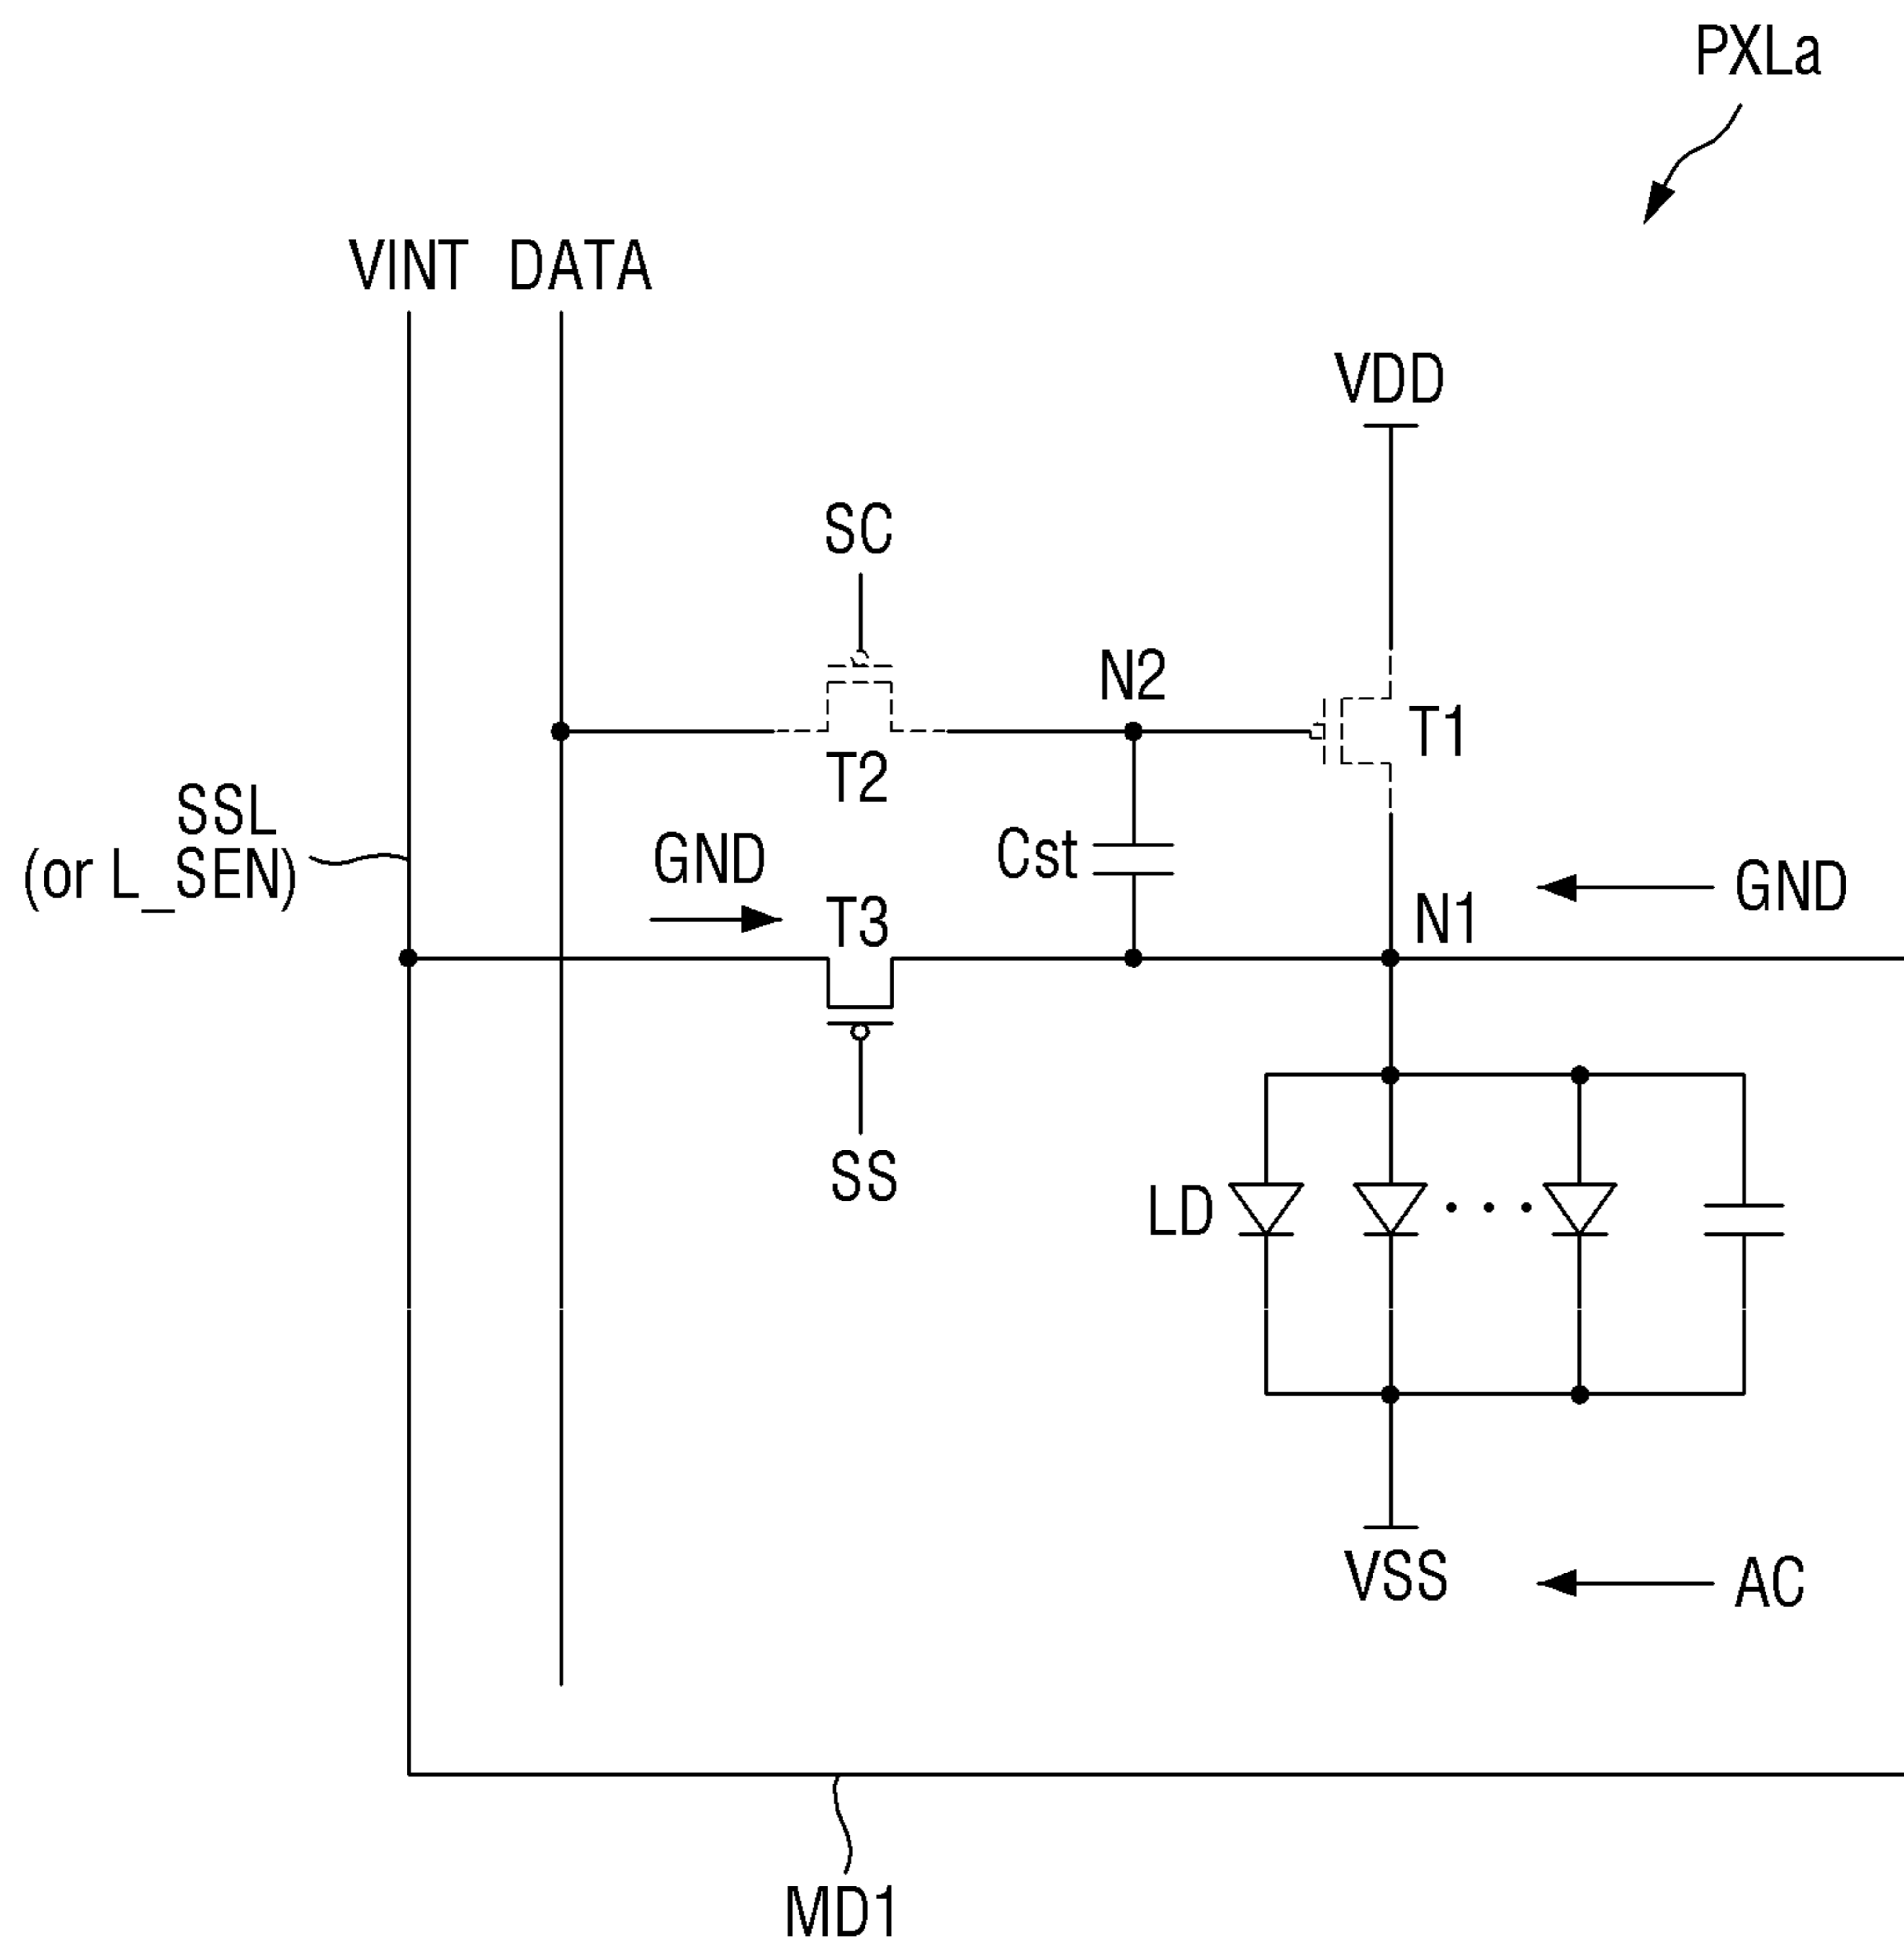 PXLa
VINT DATA
VDD
SC
N2
T1
T2
SSL
(or L_SEN)
GND
Cst
GND
T3
N1
SS
LD
VSS
AC
MD1